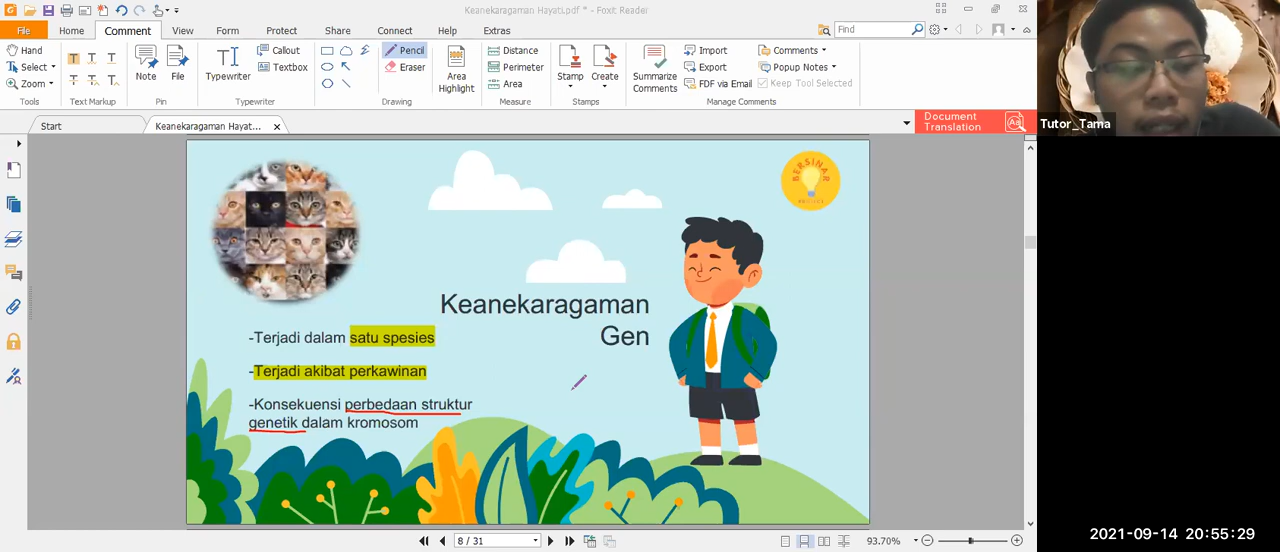 Keanekaragaman Hayati.pdf * - Foxit Reader
File
Home
Comment
View
Form
Protect
Share
Connect
Help
Extras
Find
Hand
Select
Zoom
Tools
Text Markup
Note
File
Pin
Typewriter
Callout
Textbox
Typewriter
Pencil
Eraser
Drawing
Area
Highlight
Distance
Perimeter
Area
Measure
Stamp
Create
Stamps
Summarize
Comments
Import
Export
FDF via Email
Comments
Popup Notes
Keep Tool Selected
Manage Comments
Tutor_Tama
Start
Keanekaragaman Hayat...
Document
Translation
BERSINAR
Keanekaragaman
Gen
-Terjadi dalam satu spesies
-Terjadi akibat perkawinan
-Konsekuensi perbedaan struktur
genetik dalam kromosom
8 / 31
93.70%
2021-09-14 20:55:29